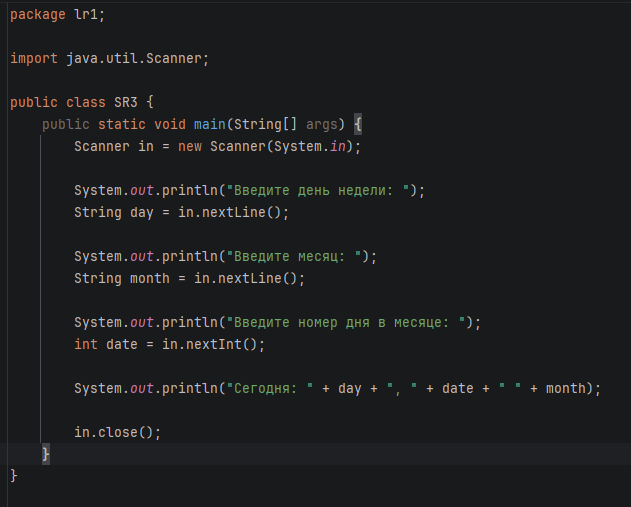 package lr1;
import java.util.Scanner;
public class SR3 {
public static void main(String[] args) {
Scanner in = new Scanner(System.in);
System.out.println("Введите день недели: ");
String day = in.nextLine();
System.out.println("Введите месяц: ");
String month = in.nextLine();
System.out.println("Введите номер дня в месяце: ");
int date = in.nextInt();
System.out.println("Сегодня: " + day + ", " + date + " " + month);
in.close();
}
}